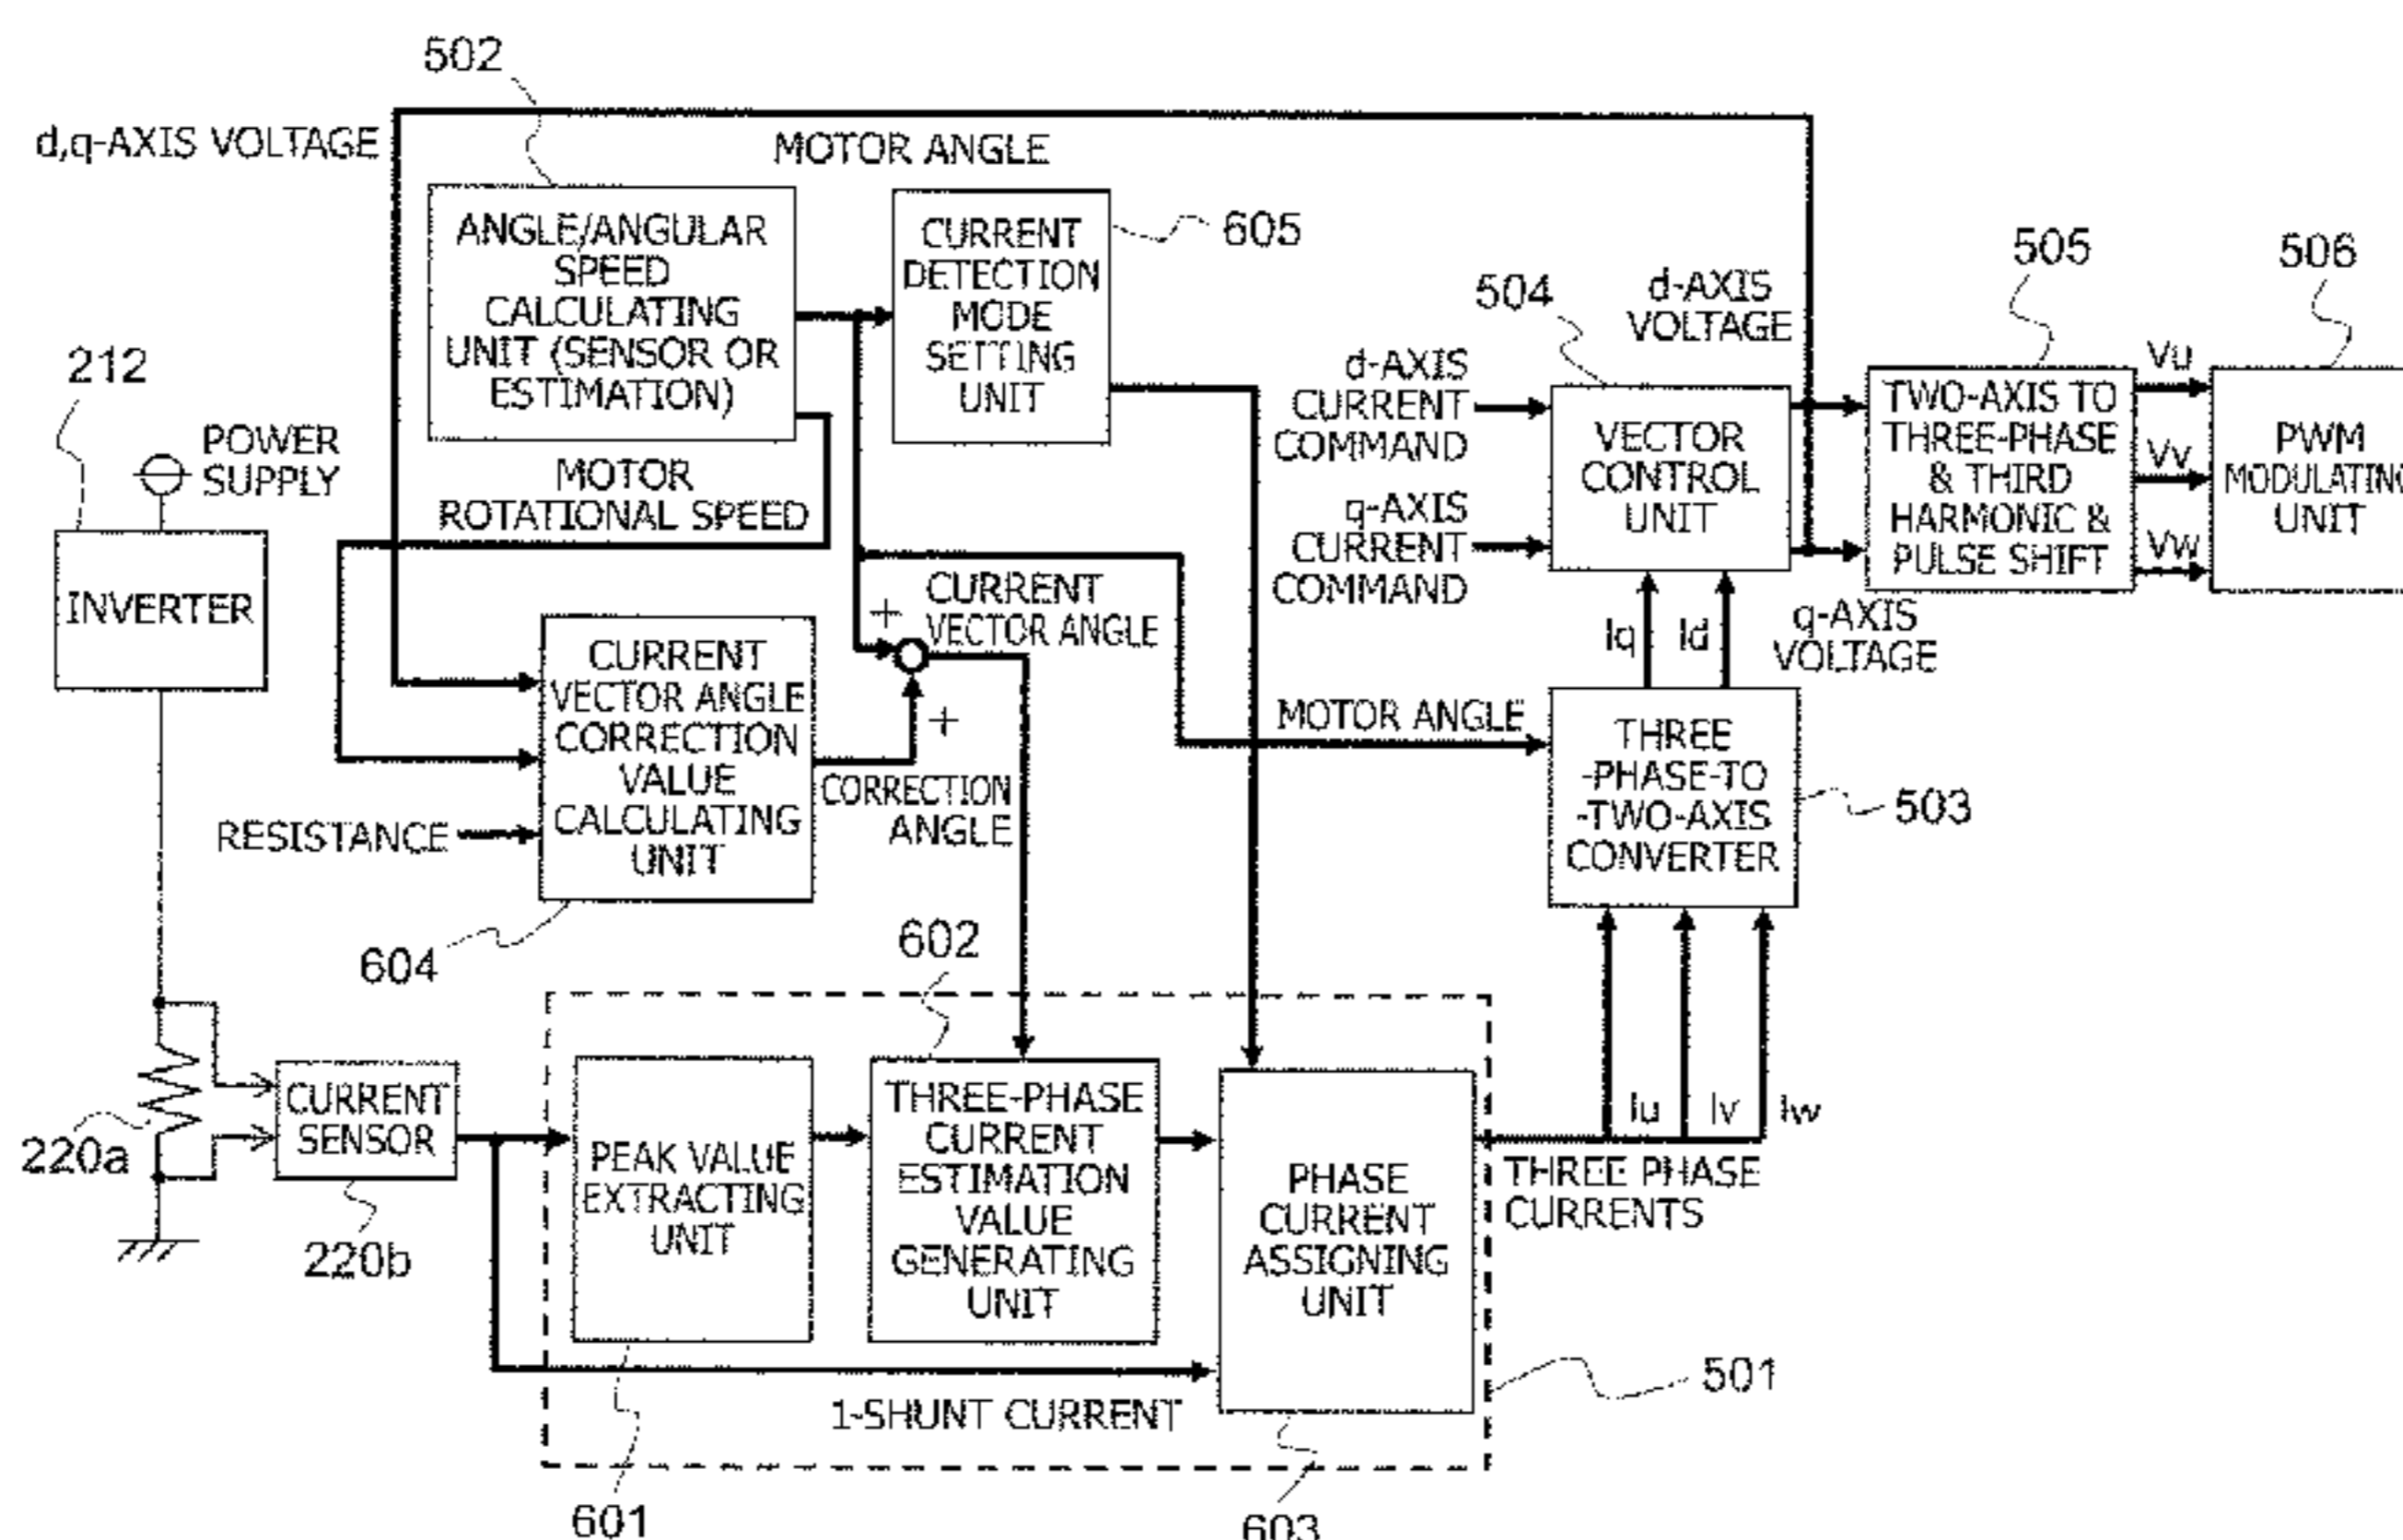 502
d,q-AXIS VOLTAGE
MOTOR ANGLE
ANGLE/ANGULAR
SPEED
CALCULATING
UNIT (SENSOR OR
ESTIMATION)
CURRENT
DETECTION
MODE
SETTING
UNIT
605
212
POWER
SUPPLY
INVERTER
MOTOR
ROTATIONAL SPEED
d-AXIS
CURRENT
COMMAND
q-AXIS
CURRENT
COMMAND
504
VECTOR
CONTROL
UNIT
d-AXIS
VOLTAGE
505
TWO-AXIS TO
THREE-PHASE
& THIRD
HARMONIC &
PULSE SHIFT
Vu
Vv
Vw
506
PWM
MODULATING
UNIT
q-AXIS
VOLTAGE
Iq
Id
+
CURRENT
VECTOR ANGLE
+
CURRENT
VECTOR ANGLE
CORRECTION
VALUE
CALCULATING
UNIT
RESISTANCE
CORRECTION
ANGLE
604
MOTOR ANGLE
THREE
-PHASE-TO
-TWO-AXIS
CONVERTER
503
602
220a
CURRENT
SENSOR
220b
PEAK VALUE
EXTRACTING
UNIT
THREE-PHASE
CURRENT
ESTIMATION
VALUE
GENERATING
UNIT
PHASE
CURRENT
ASSIGNING
UNIT
Iu
Iv
Iw
THREE PHASE
CURRENTS
1-SHUNT CURRENT
501
601
603